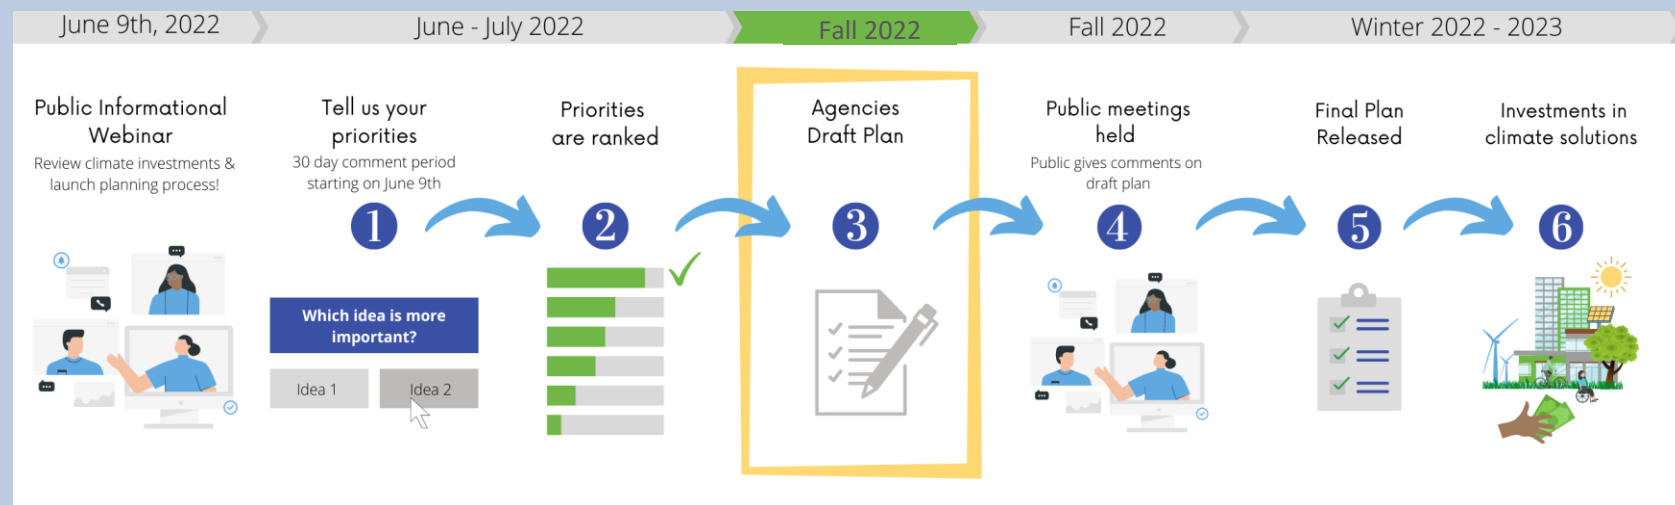 June 9th, 2022
June - July 2022
Fall 2022
Fall 2022
Winter 2022 - 2023
Public Informational
Webinar
Review climate investments &
launch planning process!
Tell us your
priorities
30 day comment period
starting on June 9th
1
Which idea is more
important?
Idea 1
Idea 2
Priorities
are ranked
2
Agencies
Draft Plan
3
Public meetings
held
Public gives comments on
draft plan
4
Final Plan
Released
5
Investments in
climate solutions
6